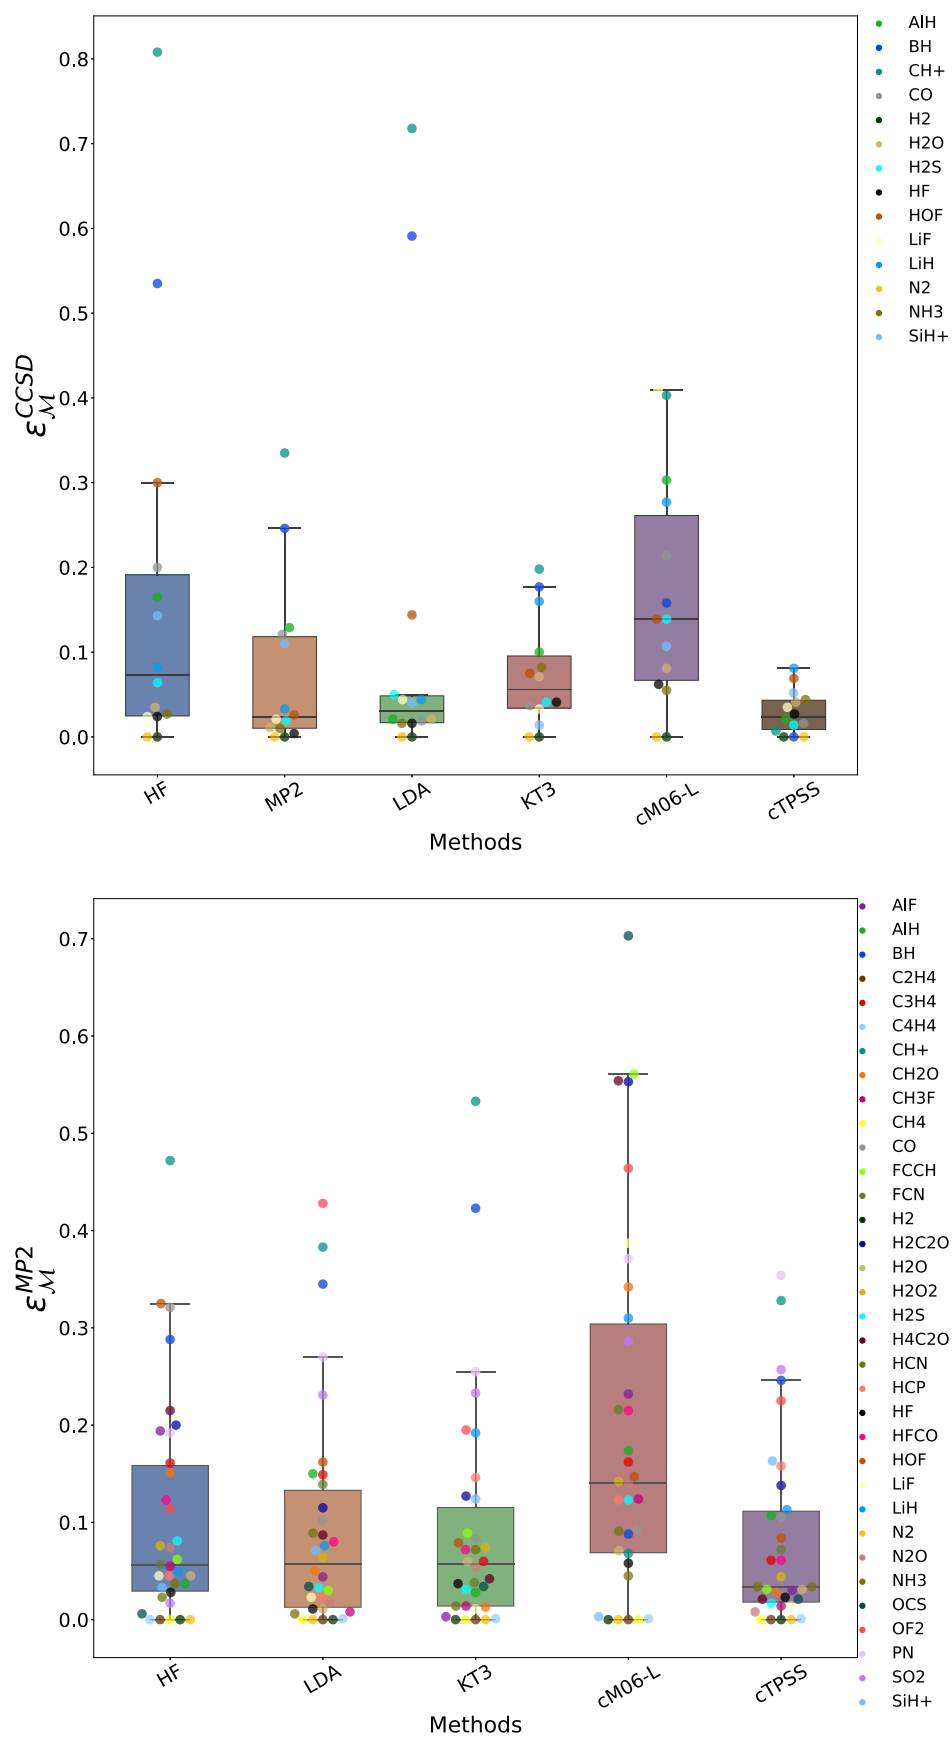 0.8
0.7
0.6
0.5
0.4
0.3
0.2
0.1
0.0
ε_ℳ^CCSD
HF
MP2
LDA
KT3
cM06-L
cTPSS
Methods
AlH
BH
CH+
CO
H2
H2O
H2S
HF
HOF
LiF
LiH
N2
NH3
SiH+
0.7
0.6
0.5
0.4
0.3
0.2
0.1
0.0
ε_ℳ^MP2
HF
LDA
KT3
cM06-L
cTPSS
Methods
AlF
AlH
BH
C2H4
C3H4
C4H4
CH+
CH2O
CH3F
CH4
CO
FCCH
FCN
H2
H2C2O
H2O
H2O2
H2S
H4C2O
HCN
HCP
HF
HFCO
HOF
LiF
LiH
N2
N2O
NH3
OCS
OF2
PN
SO2
SiH+